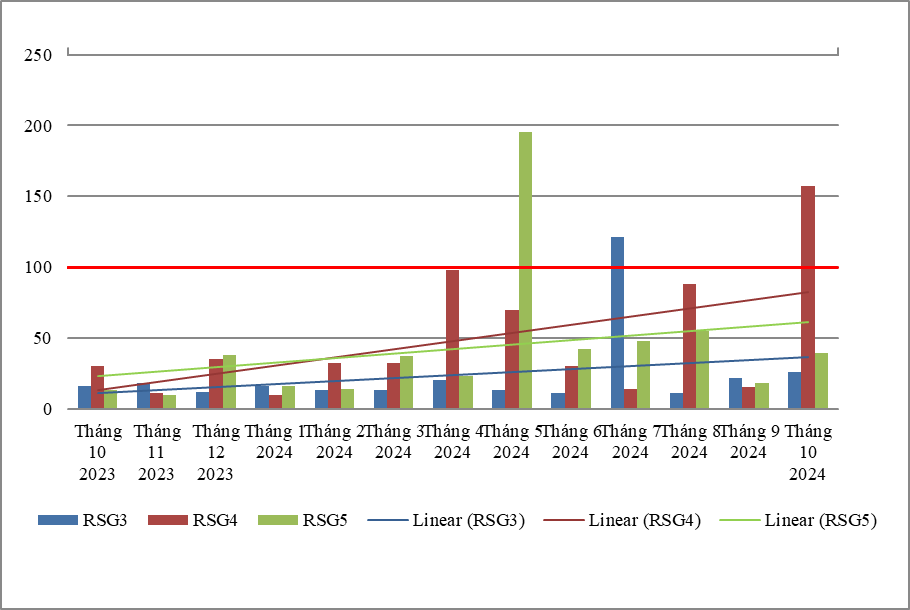 250
200
150
100
50
0
Tháng 10 2023
Tháng 11 2023
Tháng 12 2023
Tháng 1 2024
Tháng 2 2024
Tháng 3 2024
Tháng 4 2024
Tháng 5 2024
Tháng 6 2024
Tháng 7 2024
Tháng 8 2024
Tháng 9 2024
Tháng 10 2024
RSG3 RSG4 RSG5 Linear (RSG3) Linear (RSG4) Linear (RSG5)